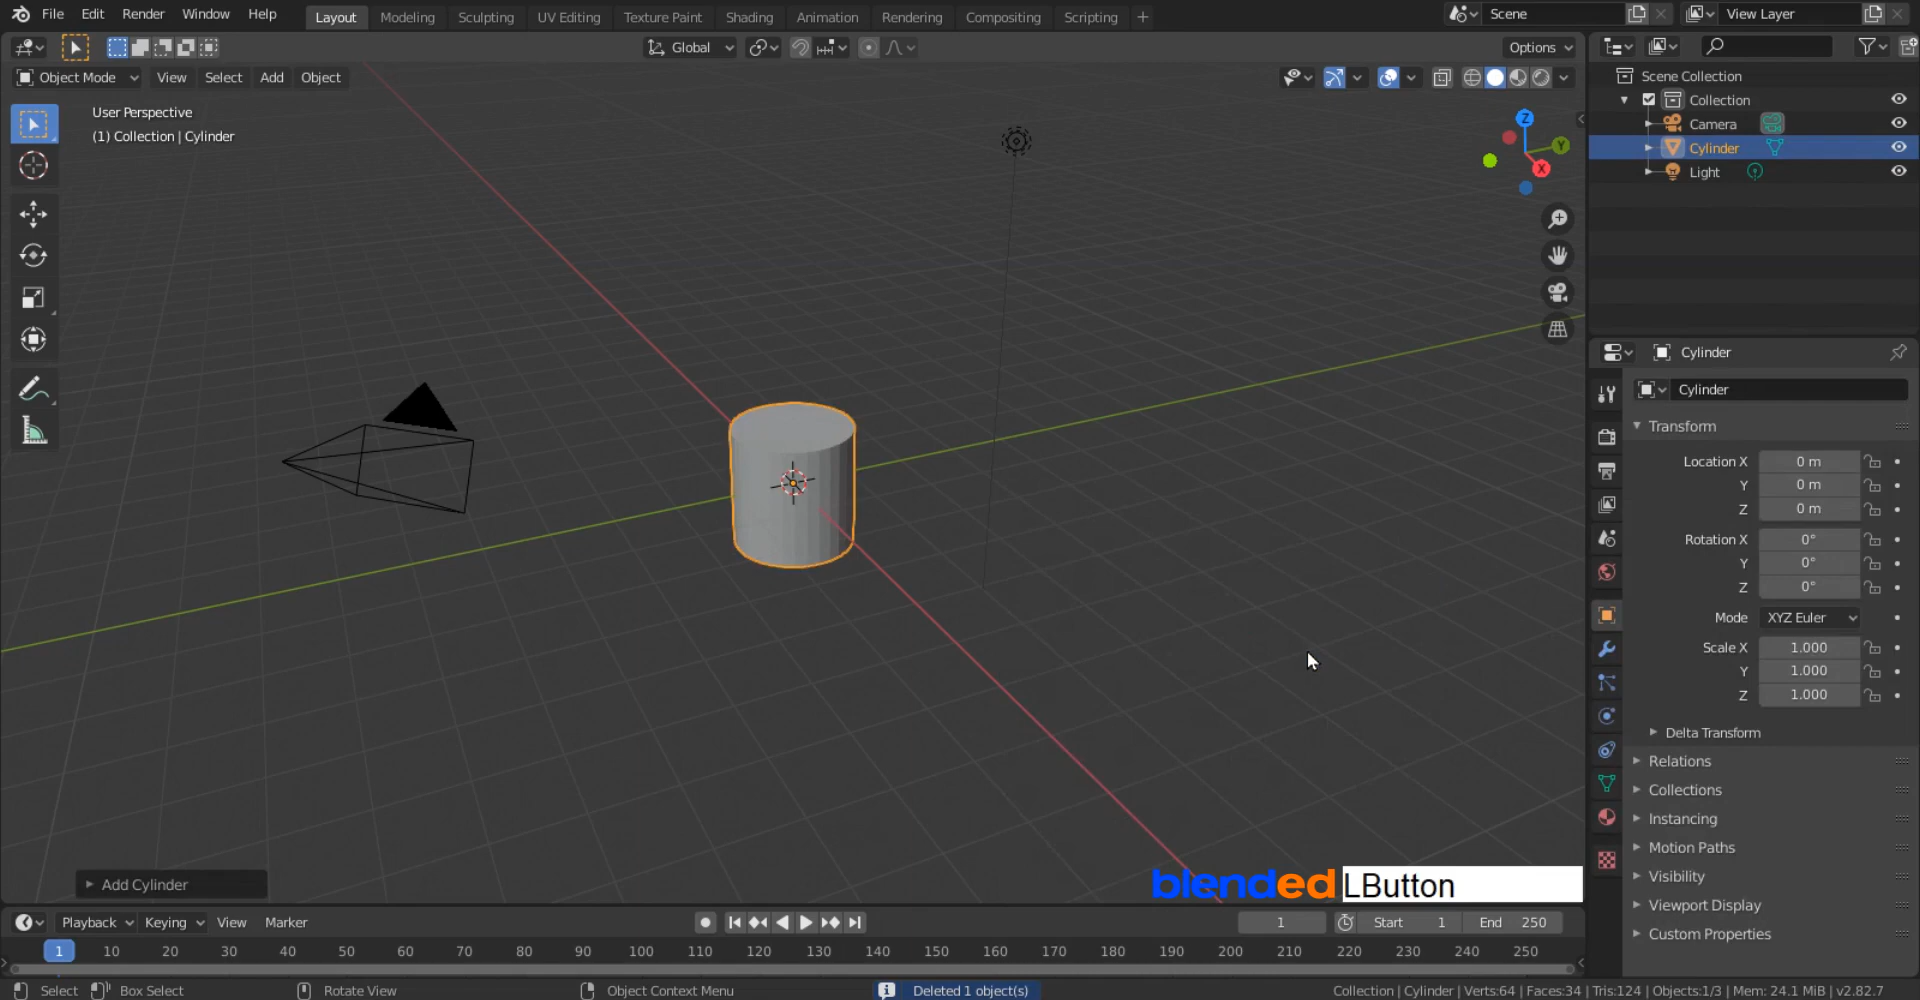 File Edit Render Window Help Layout Modeling Sculpting UV Editing Texture Paint Shading Animation Rendering Compositing Scripting + Scene View Layer
Global Options
Object Mode View Select Add Object
User Perspective
(1) Collection | Cylinder
Z
Y
X
Scene Collection
Collection
Camera
Cylinder
Light
Cylinder
Cylinder
Transform
Location X 0 m
Y 0 m
Z 0 m
Rotation X 0°
Y 0°
Z 0°
Mode XYZ Euler
Scale X 1.000
Y 1.000
Z 1.000
Delta Transform
Relations
Collections
Instancing
Motion Paths
Visibility
Viewport Display
Custom Properties
Add Cylinder
blended LButton
Playback Keying View Marker 1 Start 1 End 250
1 10 20 30 40 50 60 70 80 90 100 110 120 130 140 150 160 170 180 190 200 210 220 230 240 250
Select Box Select Rotate View Object Context Menu Deleted 1 object(s) Collection | Cylinder | Verts:64 | Faces:34 | Tris:124 | Objects:1/3 | Mem: 24.1 MiB | v2.82.7